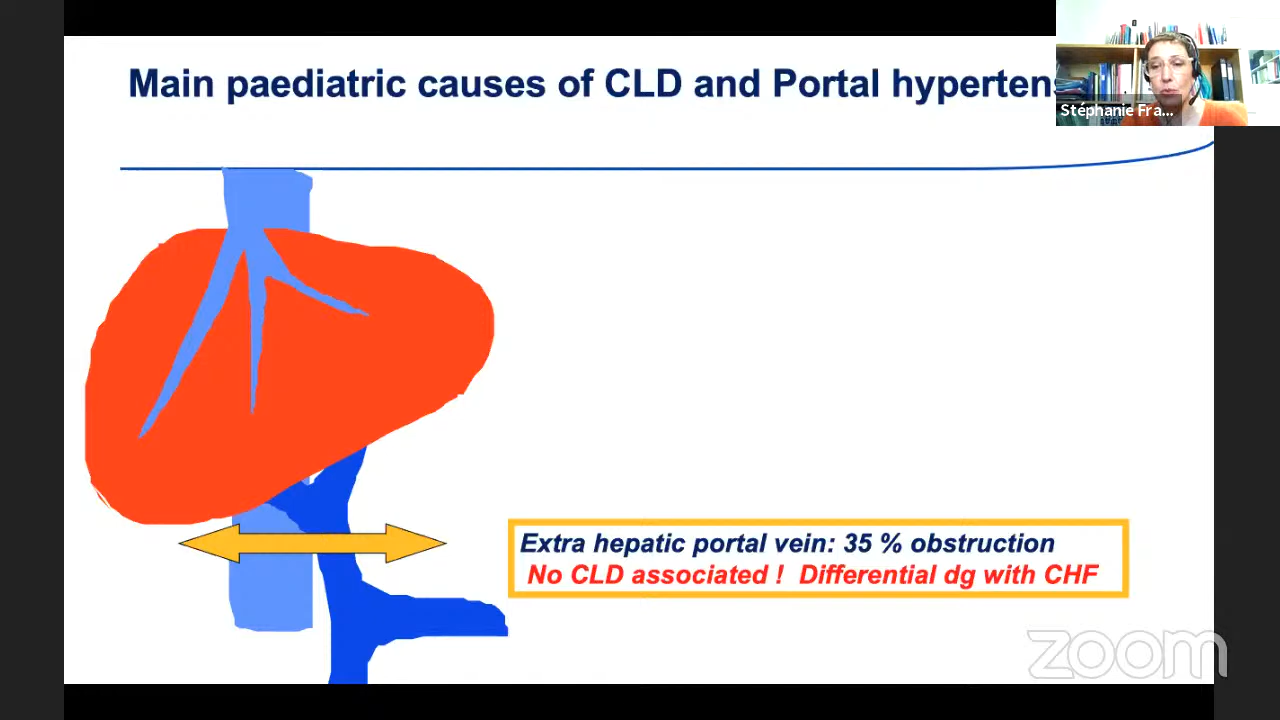 Main paediatric causes of CLD and Portal hyperten
Stéphanie Fra...
Extra hepatic portal vein: 35 % obstruction
No CLD associated ! Differential dg with CHF
zoom